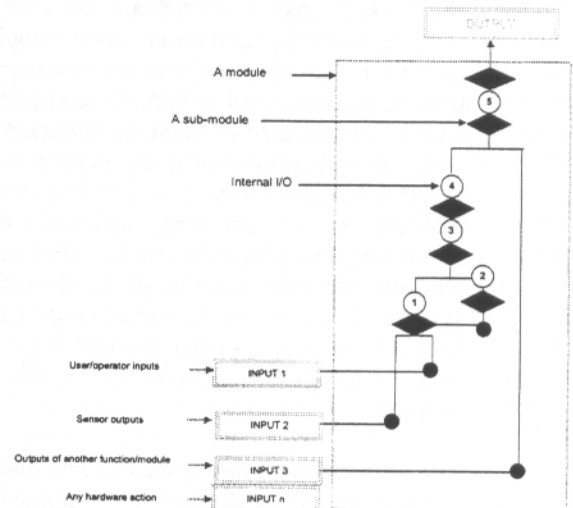 OUTPUT
A module
5
A sub-module
Internal I/O
4
3
2
1
User/operator inputs
INPUT 1
Sensor outputs
INPUT 2
Outputs of another function/module
INPUT 3
Any hardware action
INPUT n